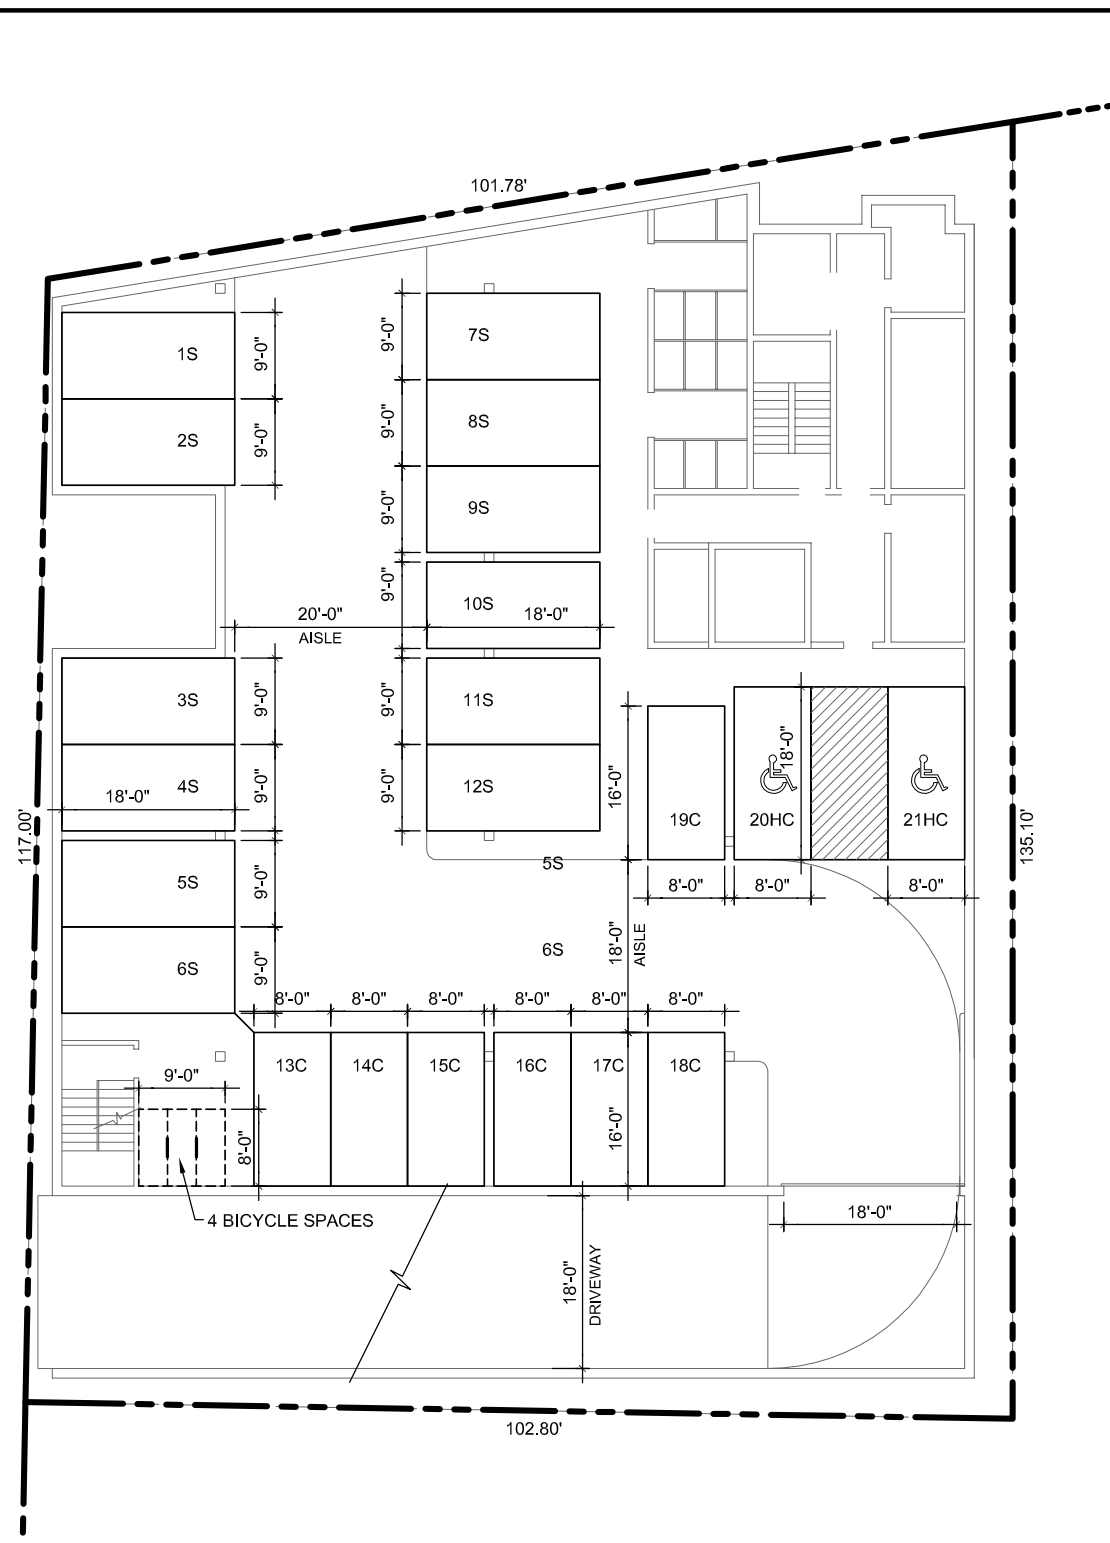 101.78'
1S
9'-0"
9'-0"
7S
2S
9'-0"
9'-0"
8S
9'-0"
9S
9'-0"
10S
18'-0"
20'-0"
AISLE
3S
9'-0"
9'-0"
11S
4S
18'-0"
9'-0"
9'-0"
12S
16'-0"
19C
18'-0"
20HC
21HC
117.00'
135.10'
5S
9'-0"
5S
8'-0"
8'-0"
8'-0"
6S
9'-0"
6S
18'-0"
AISLE
8'-0"
8'-0"
8'-0"
8'-0"
8'-0"
8'-0"
13C
14C
15C
16C
17C
18C
9'-0"
8'-0"
16'-0"
4 BICYCLE SPACES
18'-0"
18'-0"
DRIVEWAY
102.80'